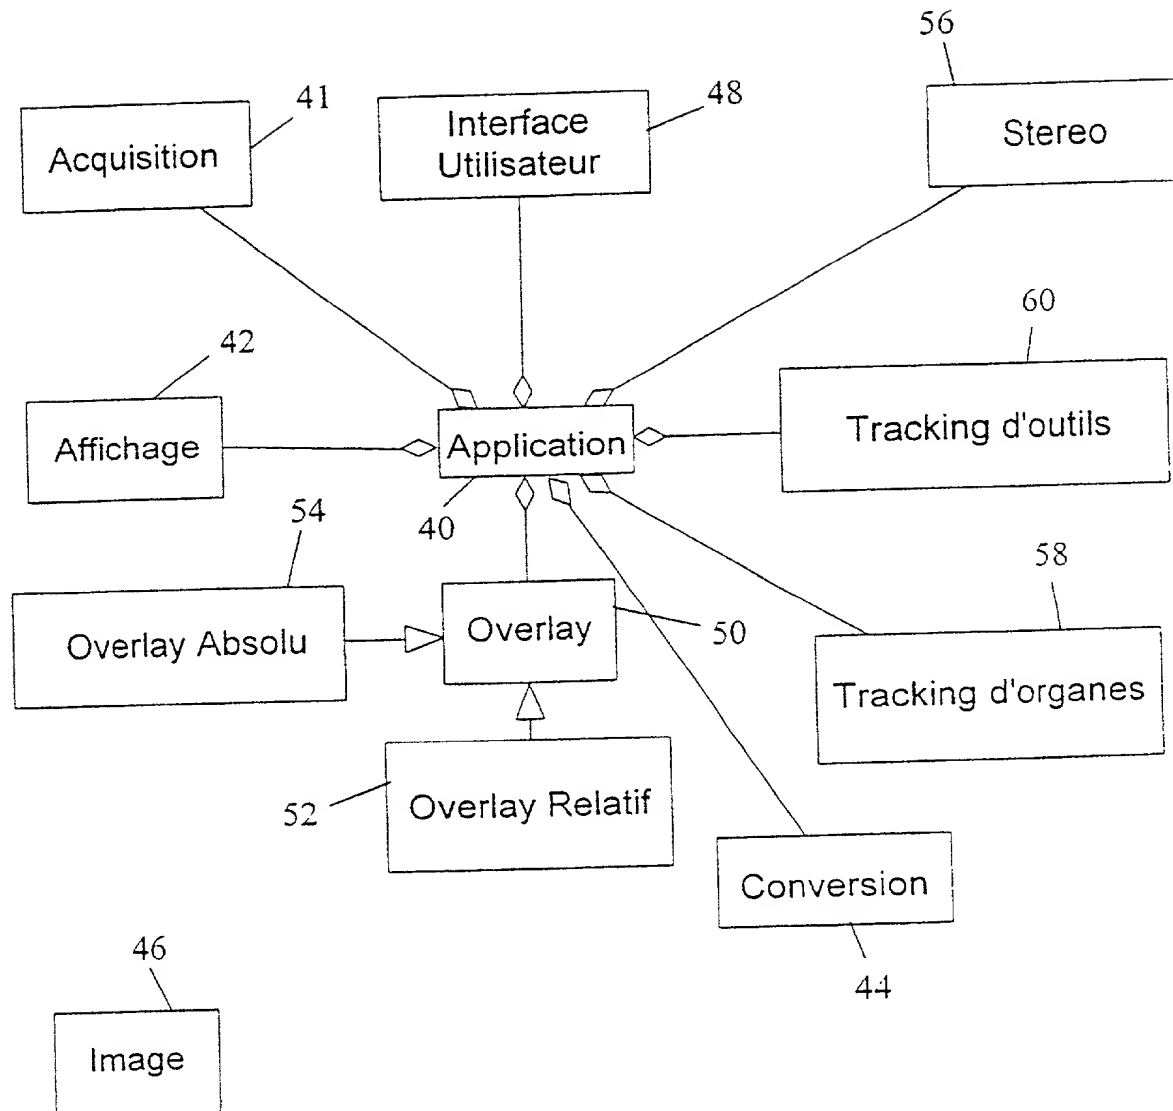 56
41
48
Acquisition
Interface
Utilisateur
Stereo
42
60
Affichage
Application
Tracking d'outils
40
54
58
Overlay Absolu
Overlay
50
Tracking d'organes
52
Overlay Relatif
Conversion
44
46
Image